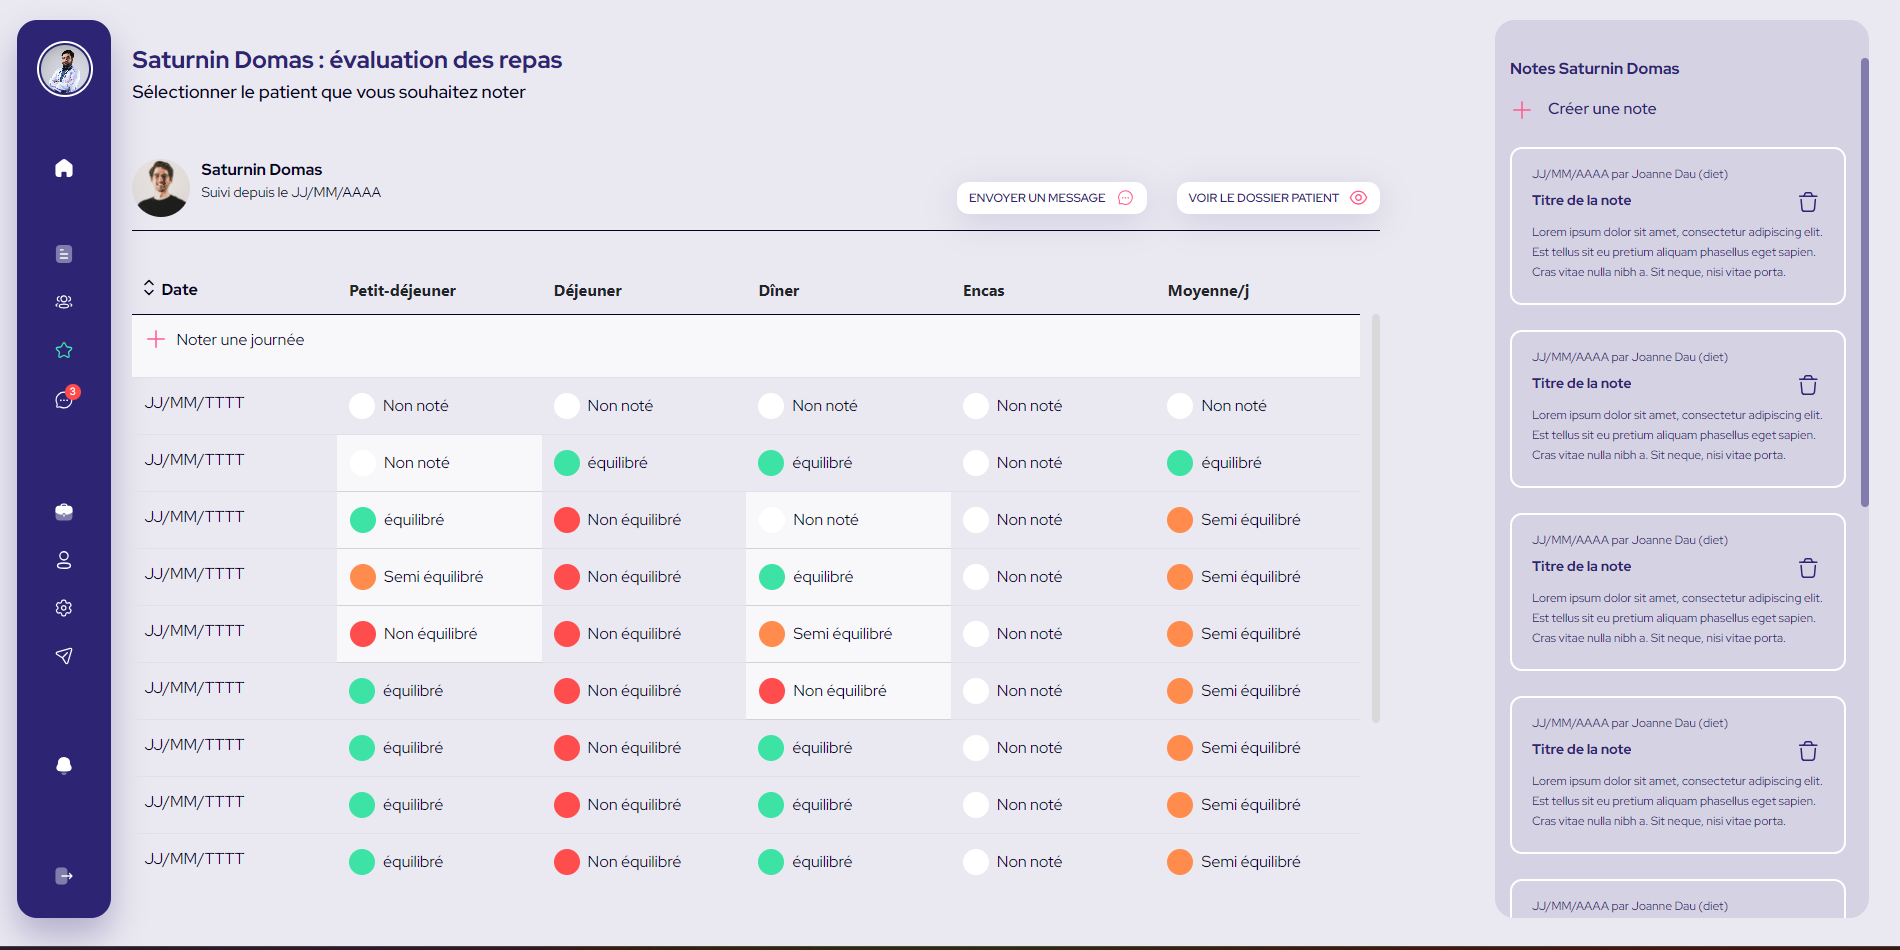 Saturnin Domas : évaluation des repas
Sélectionner le patient que vous souhaitez noter
Saturnin Domas
Suivi depuis le JJ/MM/AAAA
ENVOYER UN MESSAGE
VOIR LE DOSSIER PATIENT
3
Date Petit-déjeuner Déjeuner Dîner Encas Moyenne/j
Noter une journée
JJ/MM/TTTT Non noté Non noté Non noté Non noté Non noté
JJ/MM/TTTT Non noté équilibré équilibré Non noté équilibré
JJ/MM/TTTT équilibré Non équilibré Non noté Non noté Semi équilibré
JJ/MM/TTTT Semi équilibré Non équilibré équilibré Non noté Semi équilibré
JJ/MM/TTTT Non équilibré Non équilibré Semi équilibré Non noté Semi équilibré
JJ/MM/TTTT équilibré Non équilibré Non équilibré Non noté Semi équilibré
JJ/MM/TTTT équilibré Non équilibré équilibré Non noté Semi équilibré
JJ/MM/TTTT équilibré Non équilibré équilibré Non noté Semi équilibré
JJ/MM/TTTT équilibré Non équilibré équilibré Non noté Semi équilibré
Notes Saturnin Domas
Créer une note
JJ/MM/AAAA par Joanne Dau (diet)
Titre de la note
Lorem ipsum dolor sit amet, consectetur adipiscing elit.
Est tellus sit eu pretium aliquam phasellus eget sapien.
Cras vitae nulla nibh a. Sit neque, nisi vitae porta.
JJ/MM/AAAA par Joanne Dau (diet)
Titre de la note
Lorem ipsum dolor sit amet, consectetur adipiscing elit.
Est tellus sit eu pretium aliquam phasellus eget sapien.
Cras vitae nulla nibh a. Sit neque, nisi vitae porta.
JJ/MM/AAAA par Joanne Dau (diet)
Titre de la note
Lorem ipsum dolor sit amet, consectetur adipiscing elit.
Est tellus sit eu pretium aliquam phasellus eget sapien.
Cras vitae nulla nibh a. Sit neque, nisi vitae porta.
JJ/MM/AAAA par Joanne Dau (diet)
Titre de la note
Lorem ipsum dolor sit amet, consectetur adipiscing elit.
Est tellus sit eu pretium aliquam phasellus eget sapien.
Cras vitae nulla nibh a. Sit neque, nisi vitae porta.
JJ/MM/AAAA par Joanne Dau (diet)